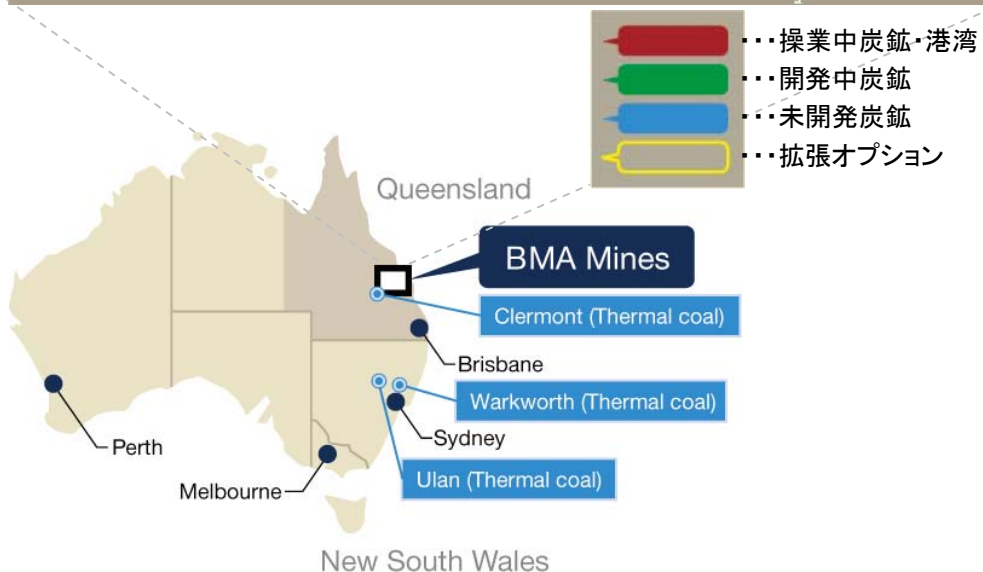 ･･･操業中炭鉱･港湾
･･･開発中炭鉱
･･･未開発炭鉱
･･･拡張オプション
Queensland
BMA Mines
Clermont (Thermal coal)
Brisbane
Warkworth (Thermal coal)
Sydney
Perth
Ulan (Thermal coal)
Melbourne
New South Wales